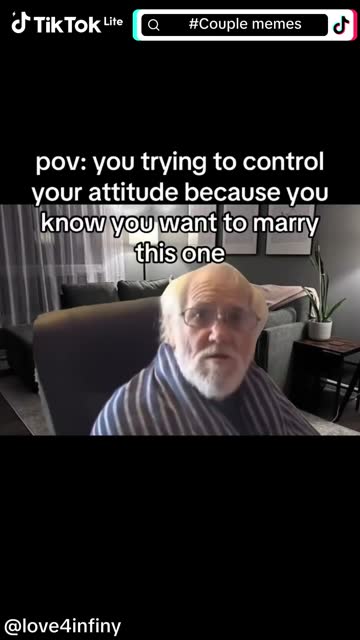 TikTok Lite
#Couple memes
pov: you trying to control
your attitude because you
know you want to marry
this one
@love4infiny